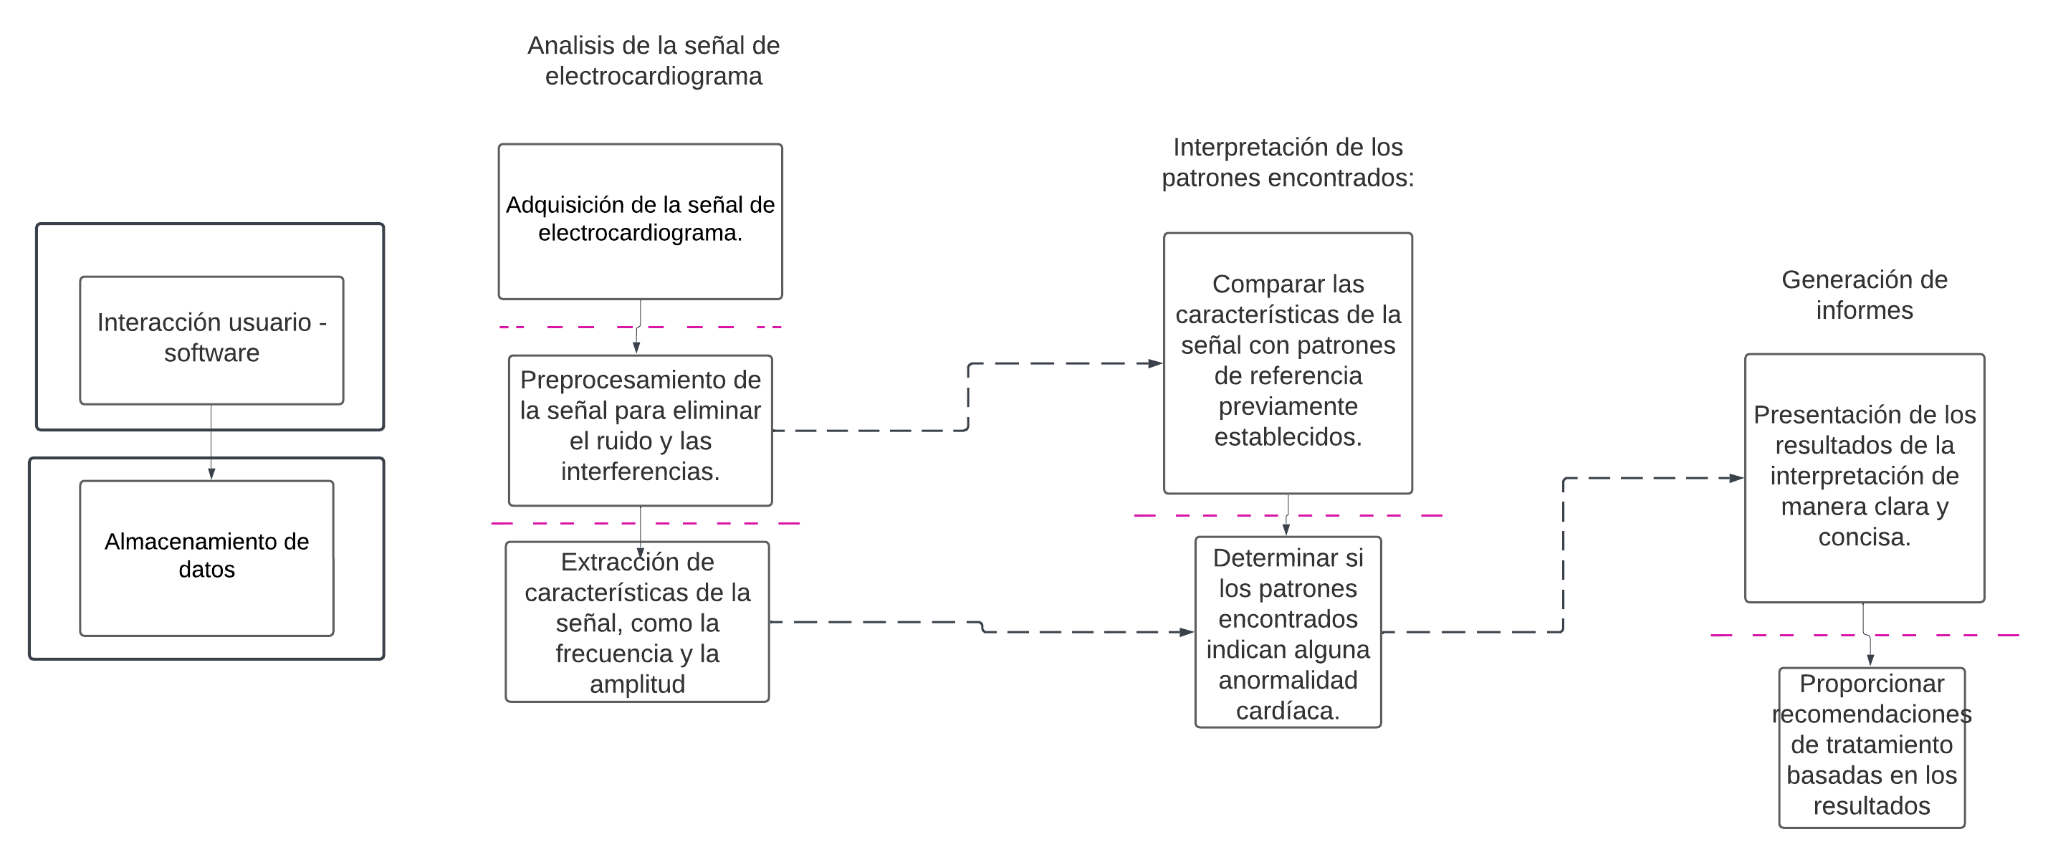 Analisis de la señal de
electrocardiograma
Interacción usuario -
software
Almacenamiento de
datos
Adquisición de la señal de
electrocardiograma.
Preprocesamiento de
la señal para eliminar
el ruido y las
interferencias.
Extracción de
características de la
señal, como la
frecuencia y la
amplitud
Interpretación de los
patrones encontrados:
Comparar las
características de la
señal con patrones
de referencia
previamente
establecidos.
Determinar si
los patrones
encontrados
indican alguna
anormalidad
cardíaca.
Generación de
informes
Presentación de los
resultados de la
interpretación de
manera clara y
concisa.
Proporcionar
recomendaciones
de tratamiento
basadas en los
resultados